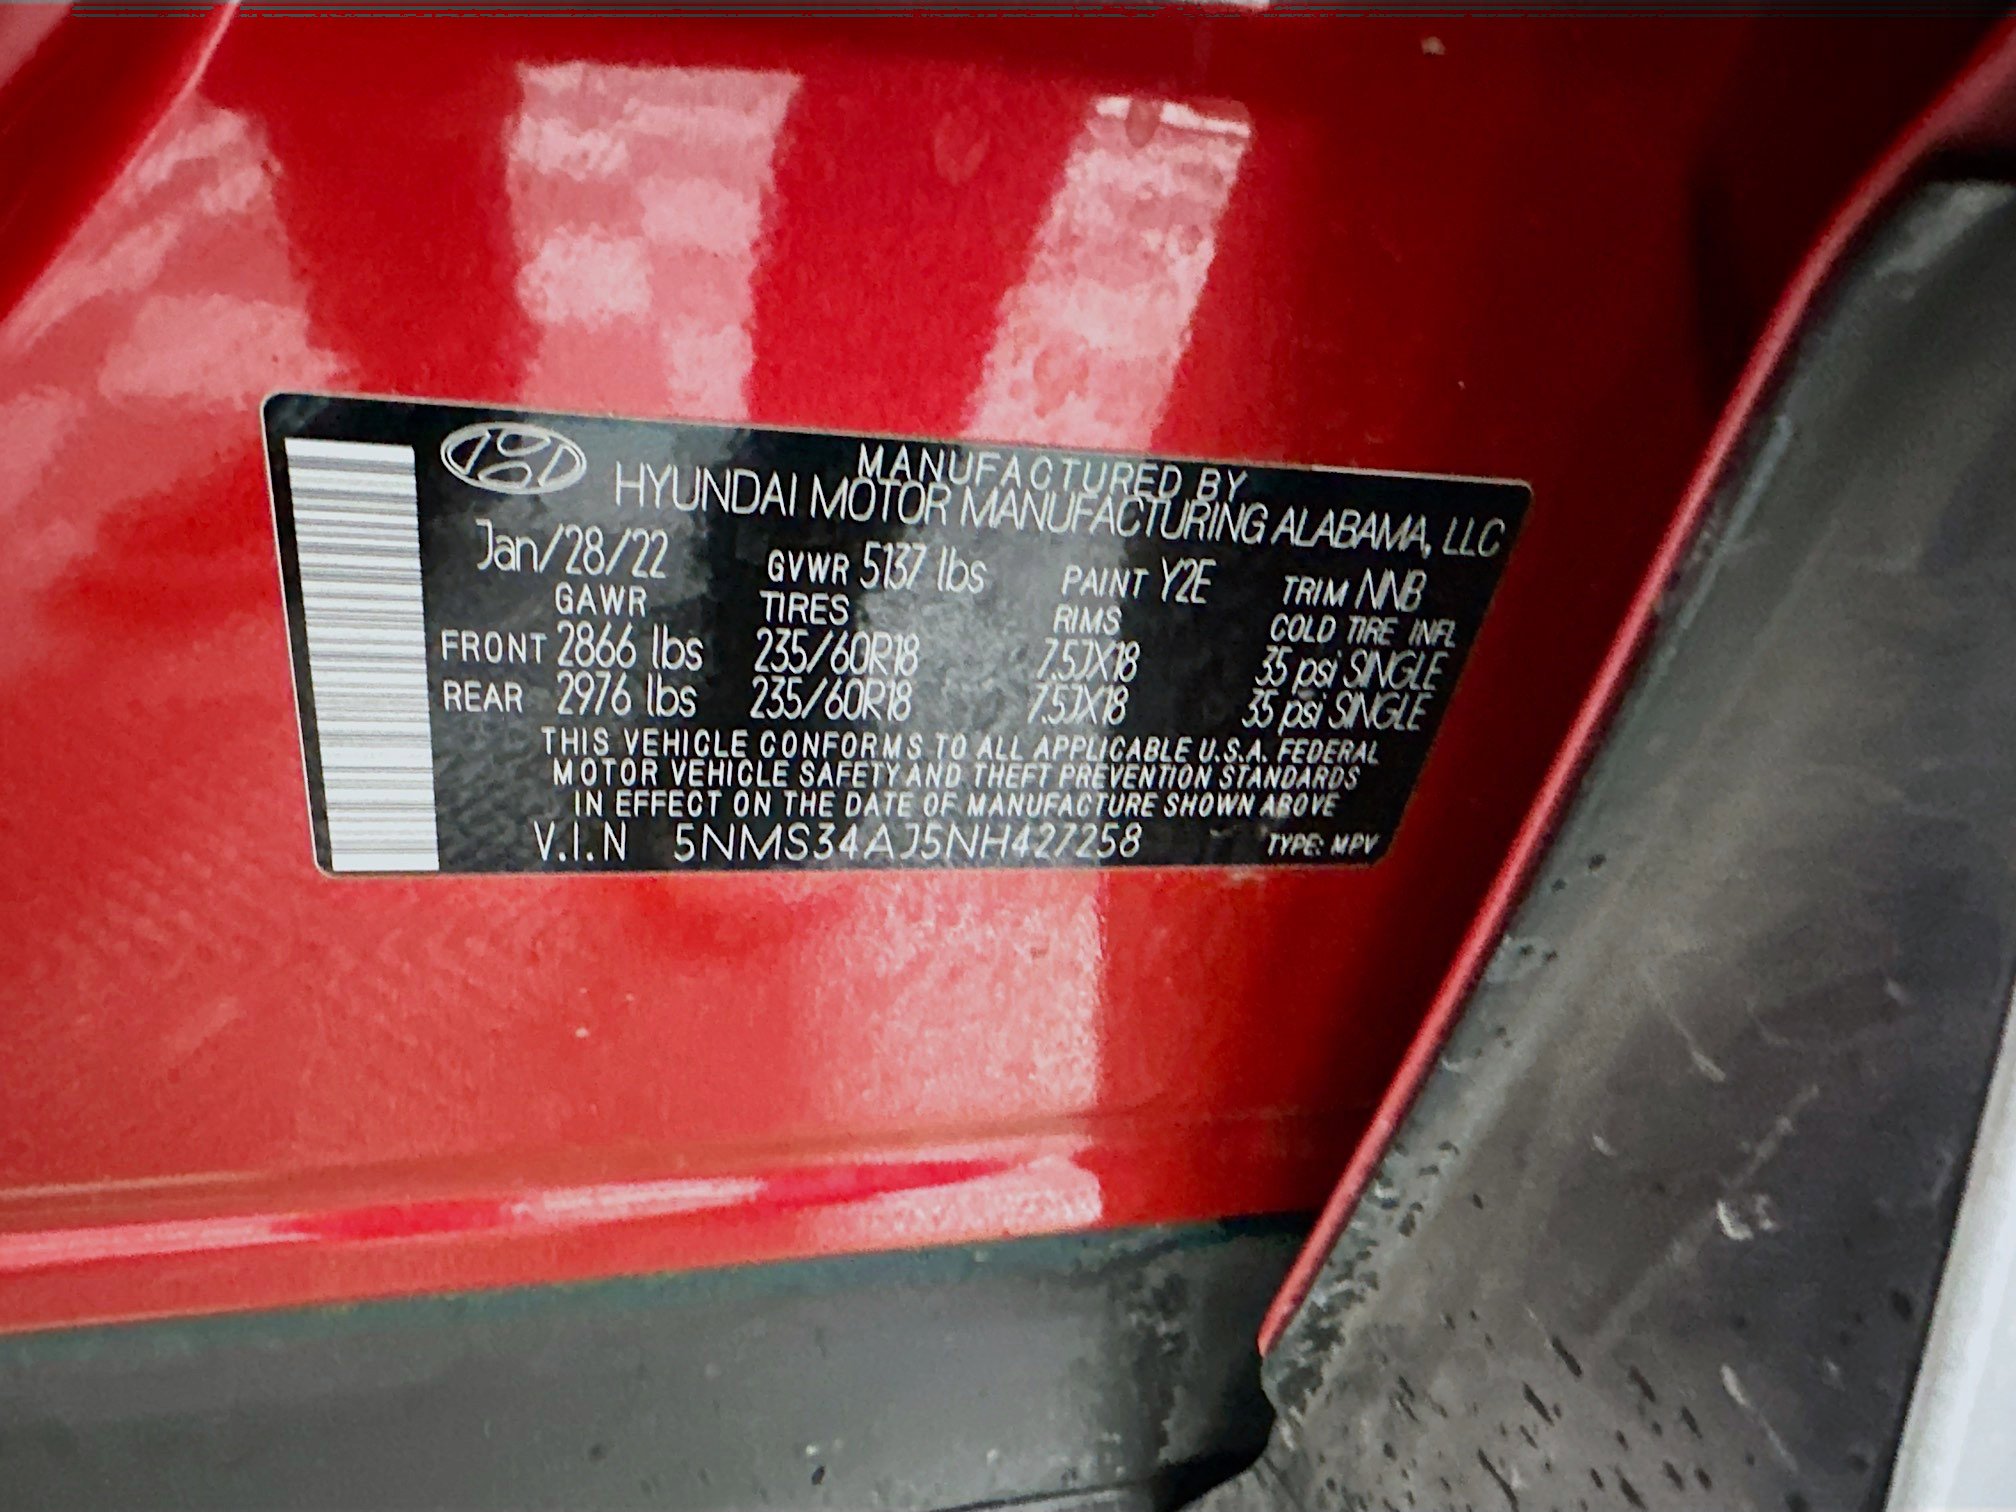 MANUFACTURED BY
HYUNDAI MOTOR MANUFACTURING ALABAMA, LLC
Jan/28/22 GVWR 5137 lbs PAINT Y2E TRIM NNB
GAWR TIRES RIMS COLD TIRE INFL
FRONT 2866 lbs 235/60R18 7.5JX18 35 psi SINGLE
REAR 2976 lbs 235/60R18 7.5JX18 35 psi SINGLE
THIS VEHICLE CONFORMS TO ALL APPLICABLE U.S.A. FEDERAL
MOTOR VEHICLE SAFETY AND THEFT PREVENTION STANDARDS
IN EFFECT ON THE DATE OF MANUFACTURE SHOWN ABOVE
V.I.N 5NMS34AJ5NH427258 TYPE: MPV